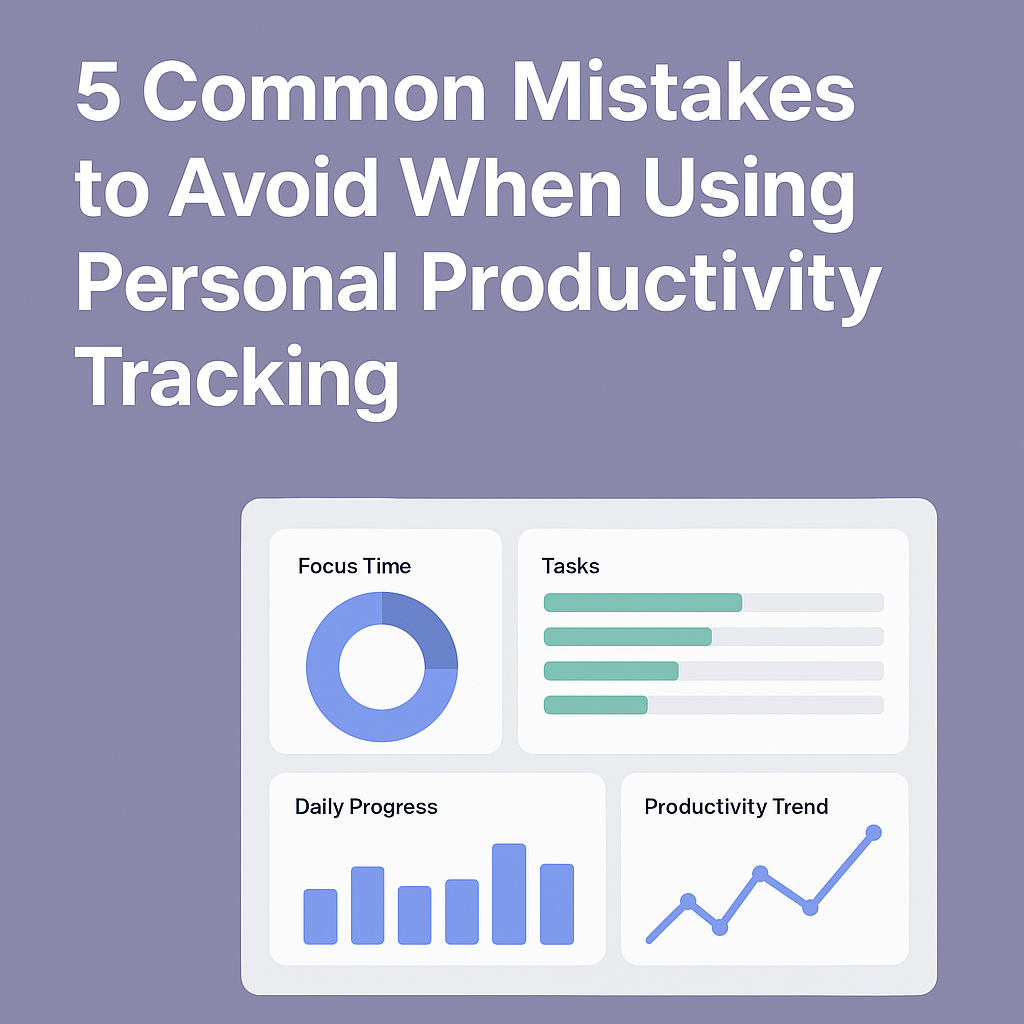 5 Common Mistakes
to Avoid When Using
Personal Productivity
Tracking
Focus Time
Tasks
Daily Progress
Productivity Trend